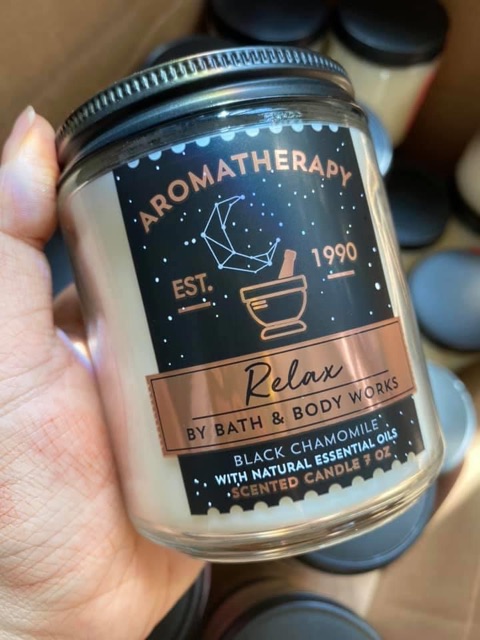 AROMATHERAPY
EST. 1990
Relax
BY BATH & BODY WORKS
BLACK CHAMOMILE
WITH NATURAL ESSENTIAL OILS
SCENTED CANDLE 7 OZ